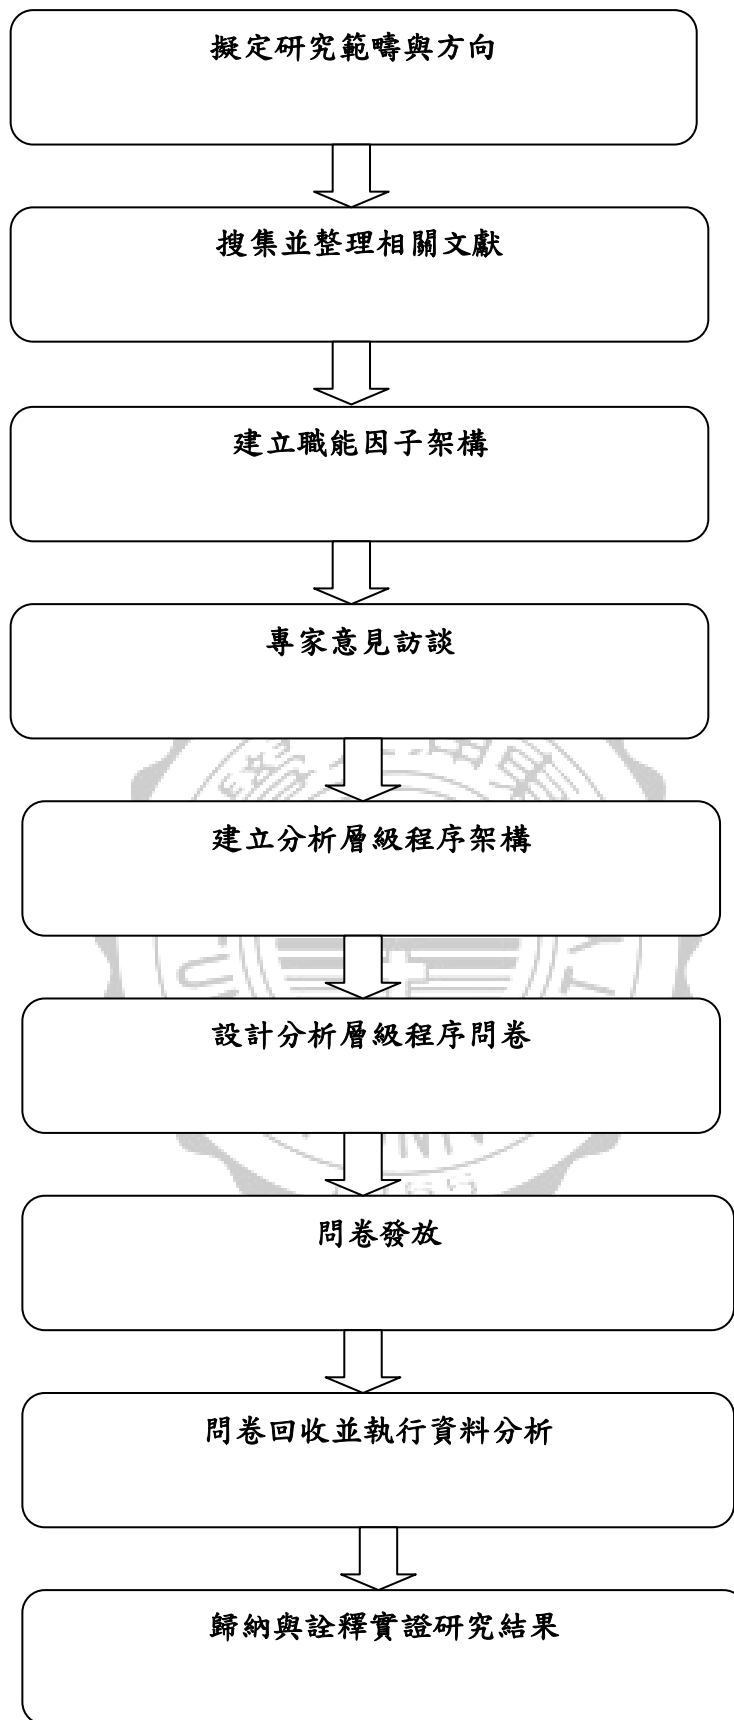 擬定研究範疇與方向
搜集並整理相關文獻
建立職能因子架構
專家意見訪談
建立分析層級程序架構
設計分析層級程序問卷
問卷發放
問卷回收並執行資料分析
歸納與詮釋實證研究結果